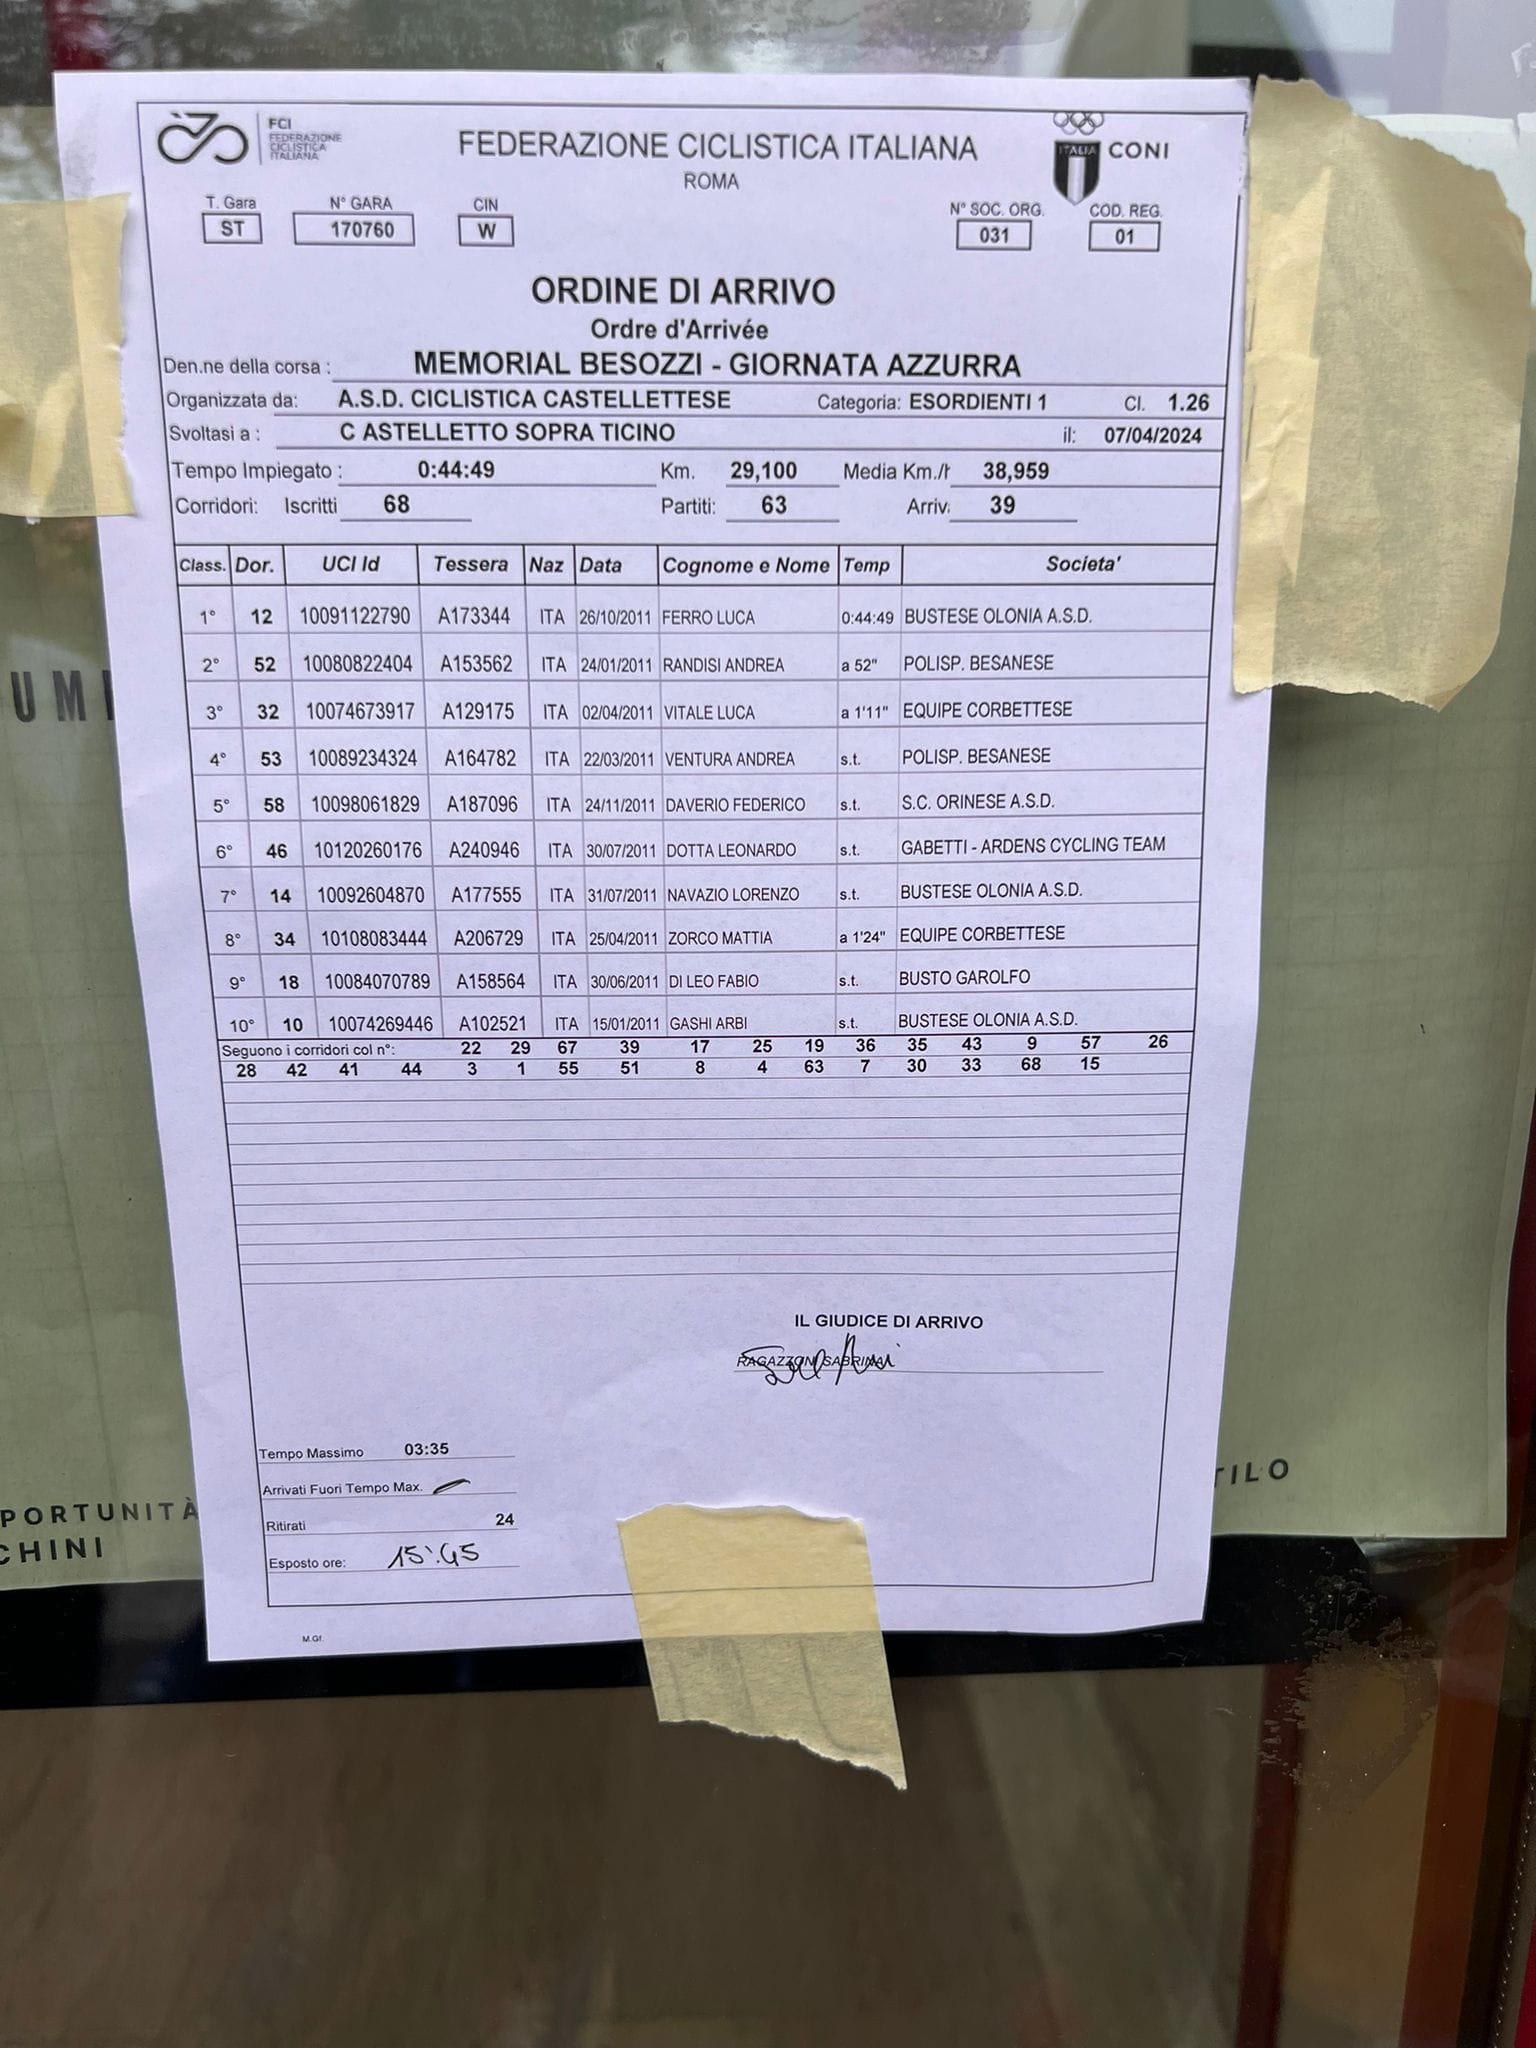 FCI
FEDERAZIONE
CICLISTICA
ITALIANA
FEDERAZIONE CICLISTICA ITALIANA
ROMA
ITALIA
CONI
T. Gara N° GARA CIN N° SOC. ORG. COD. REG.
ST 170760 W 031 01
ORDINE DI ARRIVO
Ordre d'Arrivée
Den.ne della corsa : MEMORIAL BESOZZI - GIORNATA AZZURRA
Organizzata da: A.S.D. CICLISTICA CASTELLETTESE Categoria: ESORDIENTI 1 Cl. 1.26
Svoltasi a : C ASTELLETTO SOPRA TICINO il: 07/04/2024
Tempo Impiegato : 0:44:49 Km. 29,100 Media Km./h 38,959
Corridori: Iscritti 68 Partiti: 63 Arriv. 39
Class. Dor. UCI Id Tessera Naz Data Cognome e Nome Temp Societa'
1° 12 10091122790 A173344 ITA 26/10/2011 FERRO LUCA 0:44:49 BUSTESE OLONIA A.S.D.
2° 52 10080822404 A153562 ITA 24/01/2011 RANDISI ANDREA a 52" POLISP. BESANESE
3° 32 10074673917 A129175 ITA 02/04/2011 VITALE LUCA a 1'11" EQUIPE CORBETTESE
4° 53 10089234324 A164782 ITA 22/03/2011 VENTURA ANDREA s.t. POLISP. BESANESE
5° 58 10098061829 A187096 ITA 24/11/2011 DAVERIO FEDERICO s.t. S.C. ORINESE A.S.D.
6° 46 10120260176 A240946 ITA 30/07/2011 DOTTA LEONARDO s.t. GABETTI - ARDENS CYCLING TEAM
7° 14 10092604870 A177555 ITA 31/07/2011 NAVAZIO LORENZO s.t. BUSTESE OLONIA A.S.D.
8° 34 10108083444 A206729 ITA 25/04/2011 ZORCO MATTIA a 1'24" EQUIPE CORBETTESE
9° 18 10084070789 A158564 ITA 30/06/2011 DI LEO FABIO s.t. BUSTO GAROLFO
10° 10 10074269446 A102521 ITA 15/01/2011 GASHI ARBI s.t. BUSTESE OLONIA A.S.D.
Seguono i corridori col n°: 22 29 67 39 17 25 19 36 35 43 9 57 26
28 42 41 44 3 1 55 51 8 4 63 7 30 33 68 15
IL GIUDICE DI ARRIVO
RAGAZZONI SABRINA
Tempo Massimo 03:35
Arrivati Fuori Tempo Max.
Ritirati 24
Esposto ore: 15:45
M.Gf.
UMI
PORTUNITÀ
CHINI
TILO